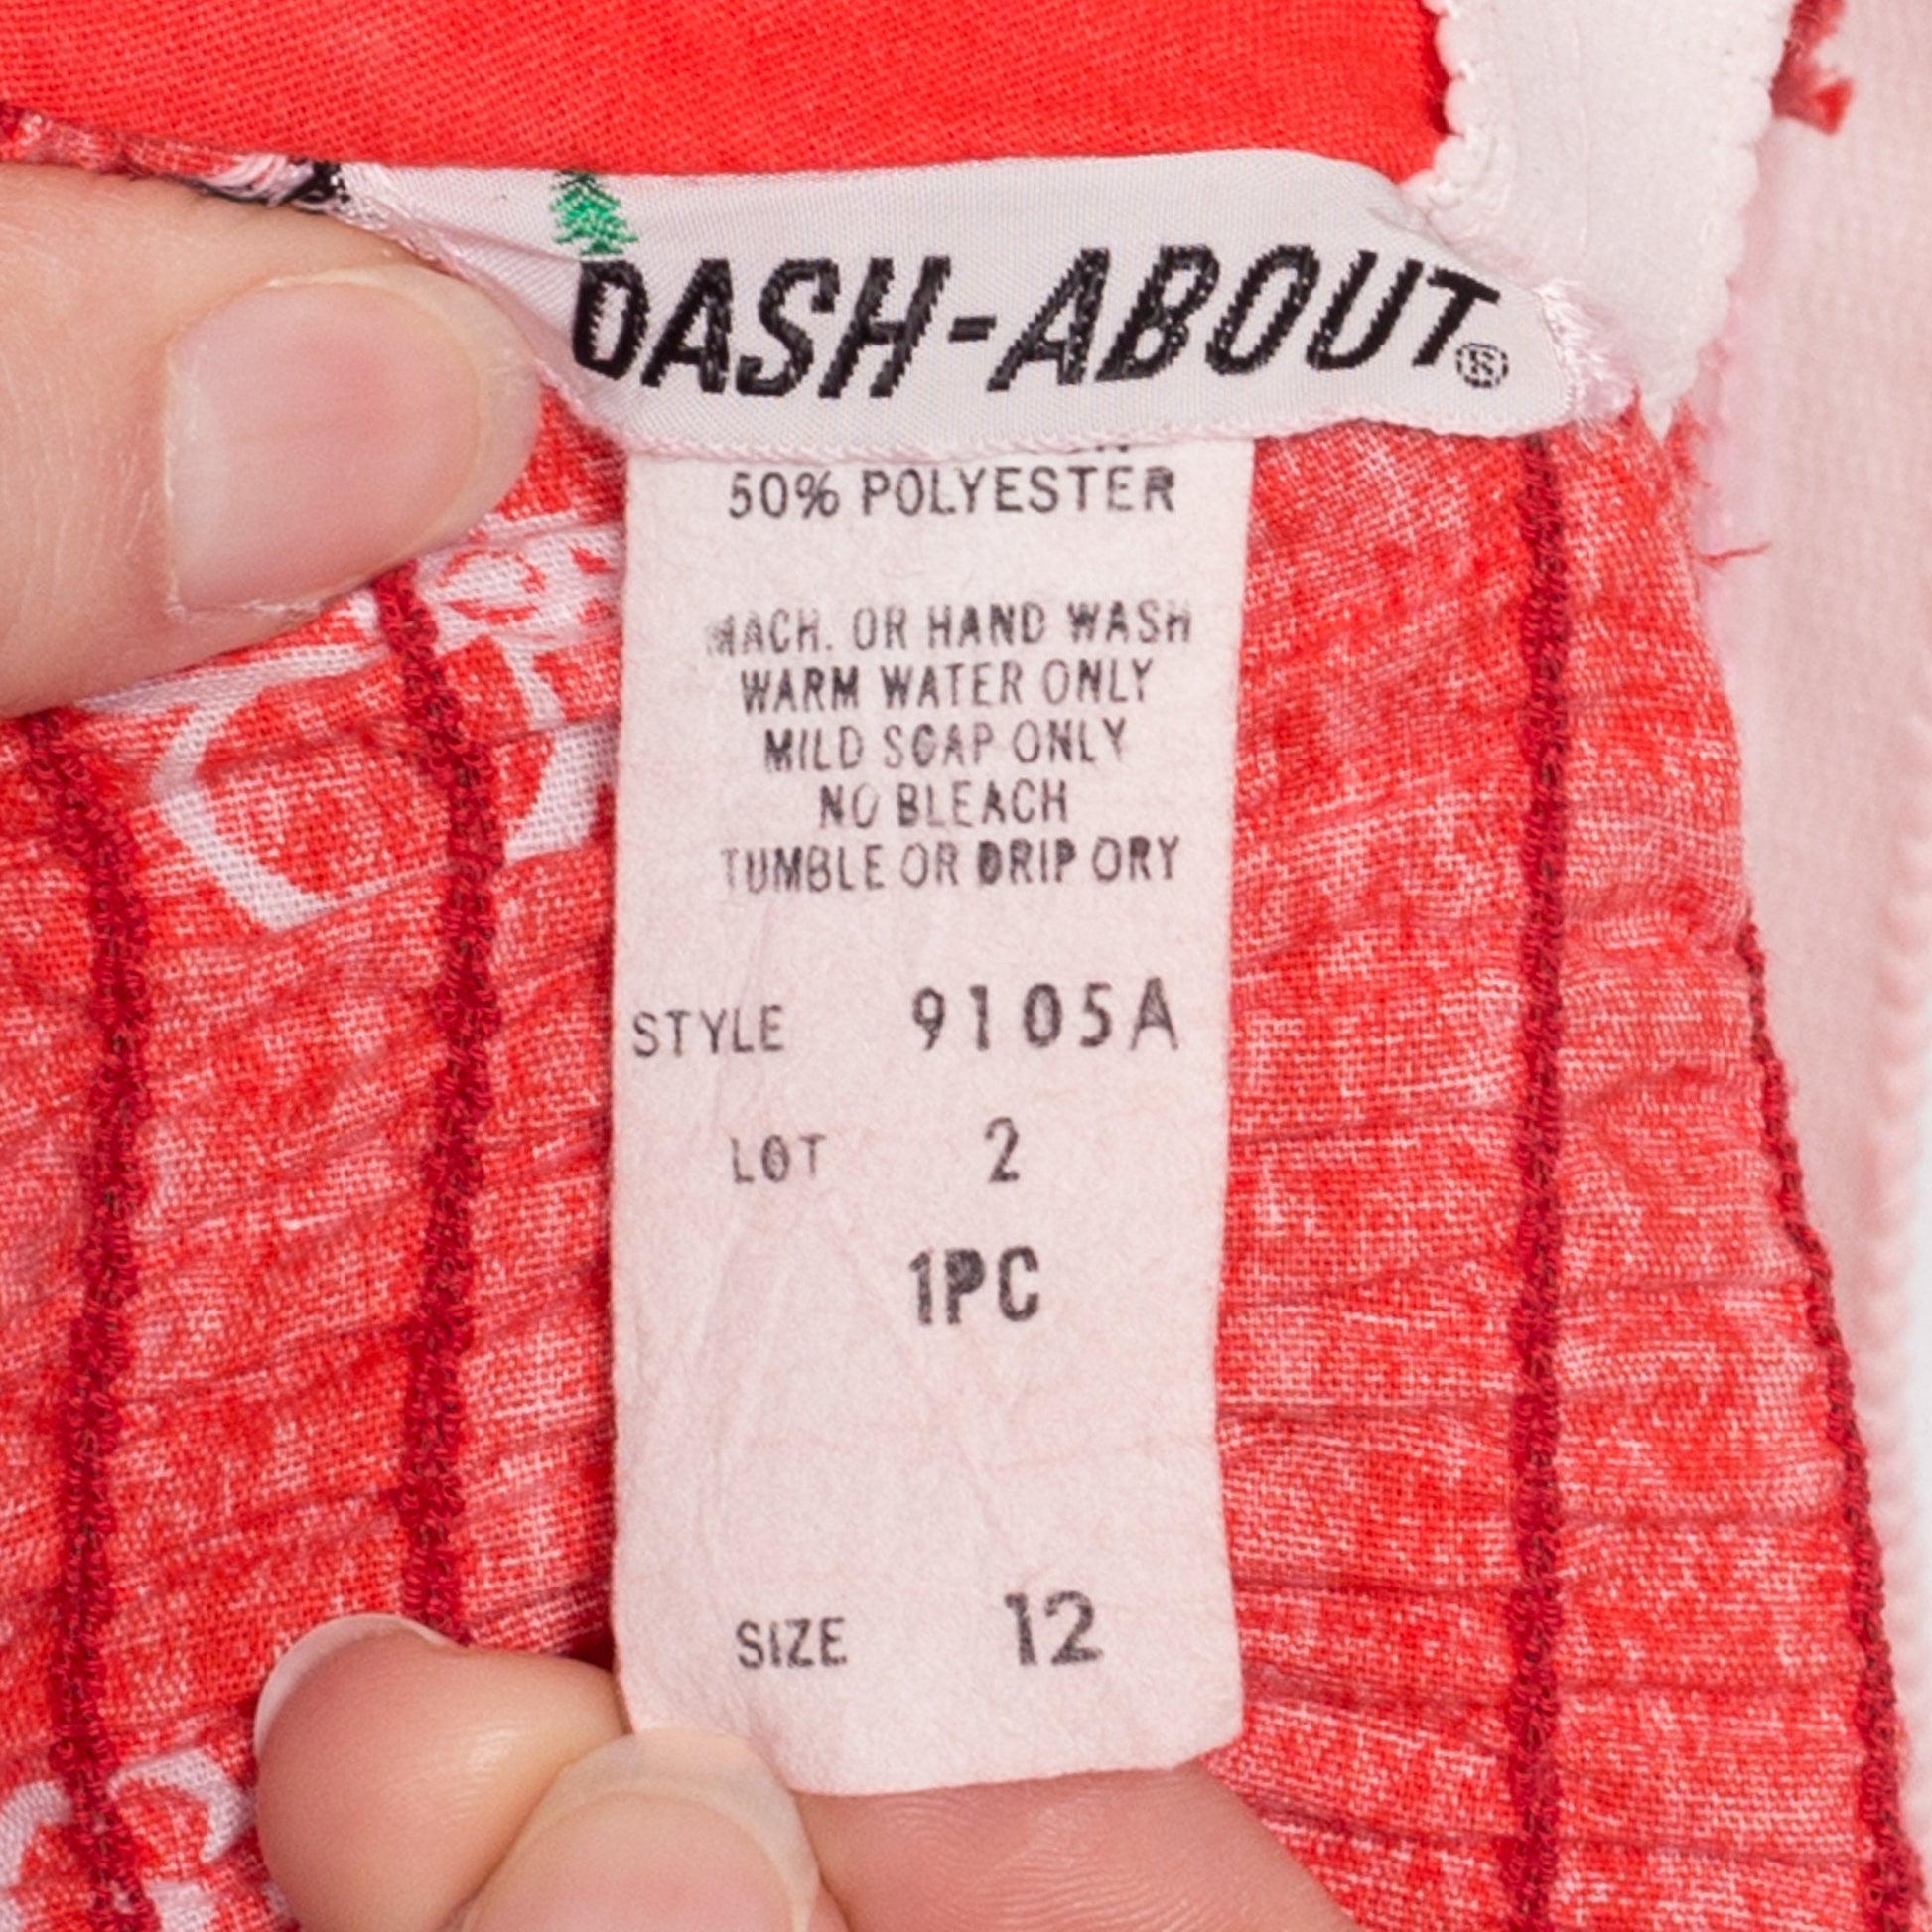 DASH-ABOUT®
50% POLYESTER
MACH. OR HAND WASH
WARM WATER ONLY
MILD SOAP ONLY
NO BLEACH
TUMBLE OR DRIP DRY
STYLE 9105A
LOT 2
1PC
SIZE 12